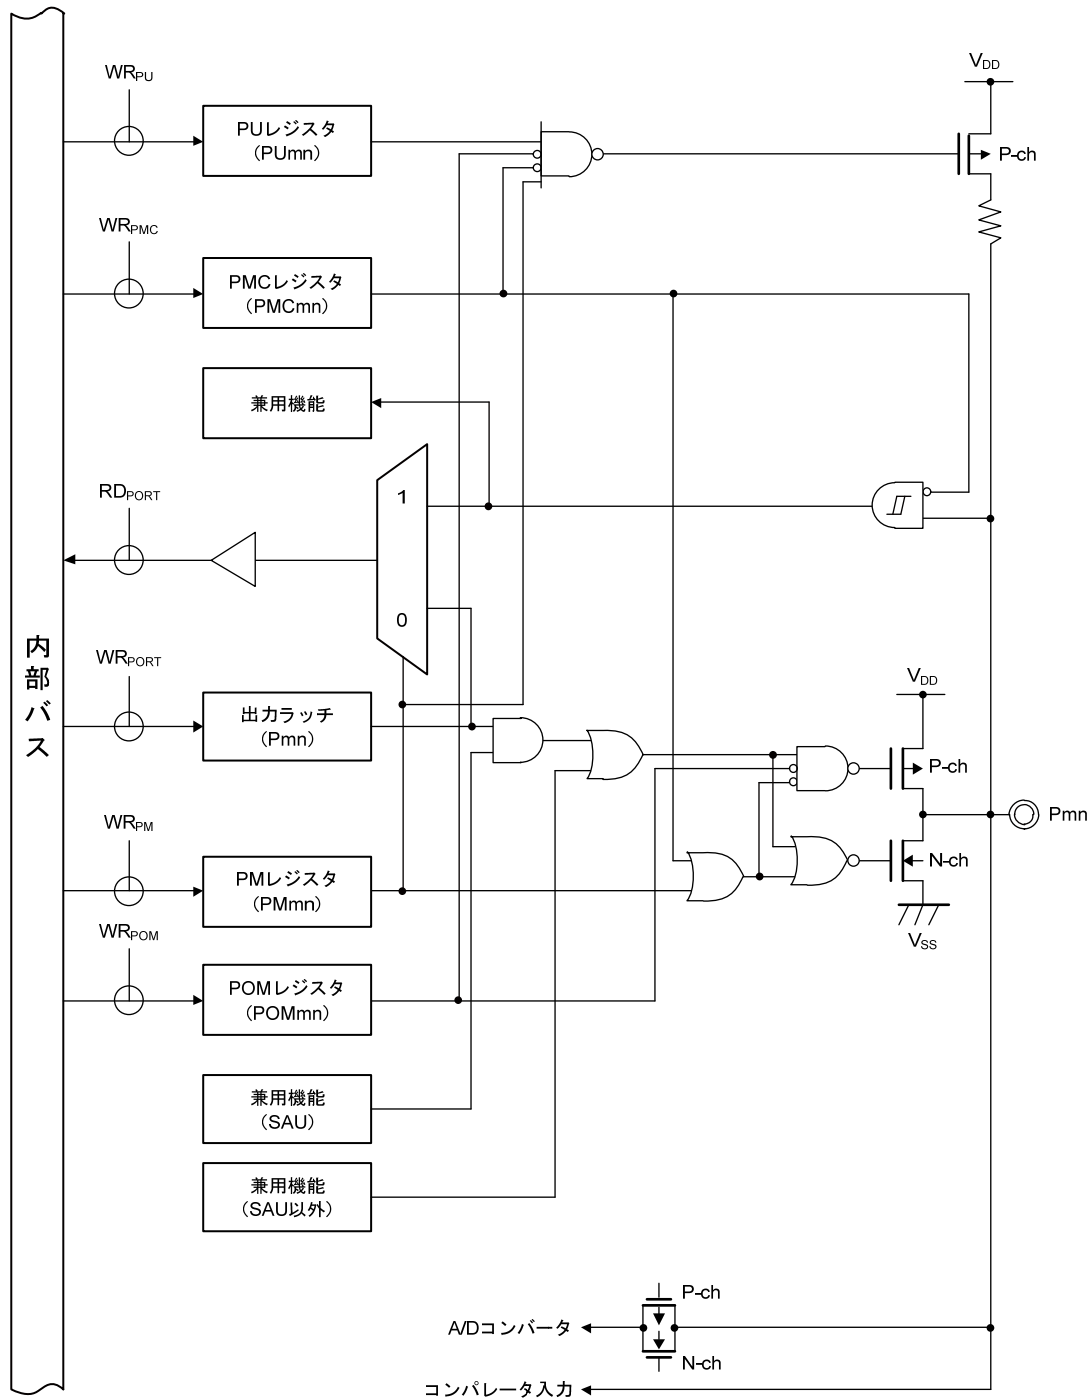 VDD
WRPU
PUレジスタ
(PUmn)
P-ch
WRPMC
PMCレジスタ
(PMCmn)
兼用機能
1
RDPORT
0
内部バス
WRPORT
VDD
出力ラッチ
(Pmn)
P-ch
Pmn
WRPM
PMレジスタ
(PMmn)
N-ch
WRPOM
VSS
POMレジスタ
(POMmn)
兼用機能
(SAU)
兼用機能
(SAU以外)
P-ch
A/Dコンバータ
N-ch
コンパレータ入力